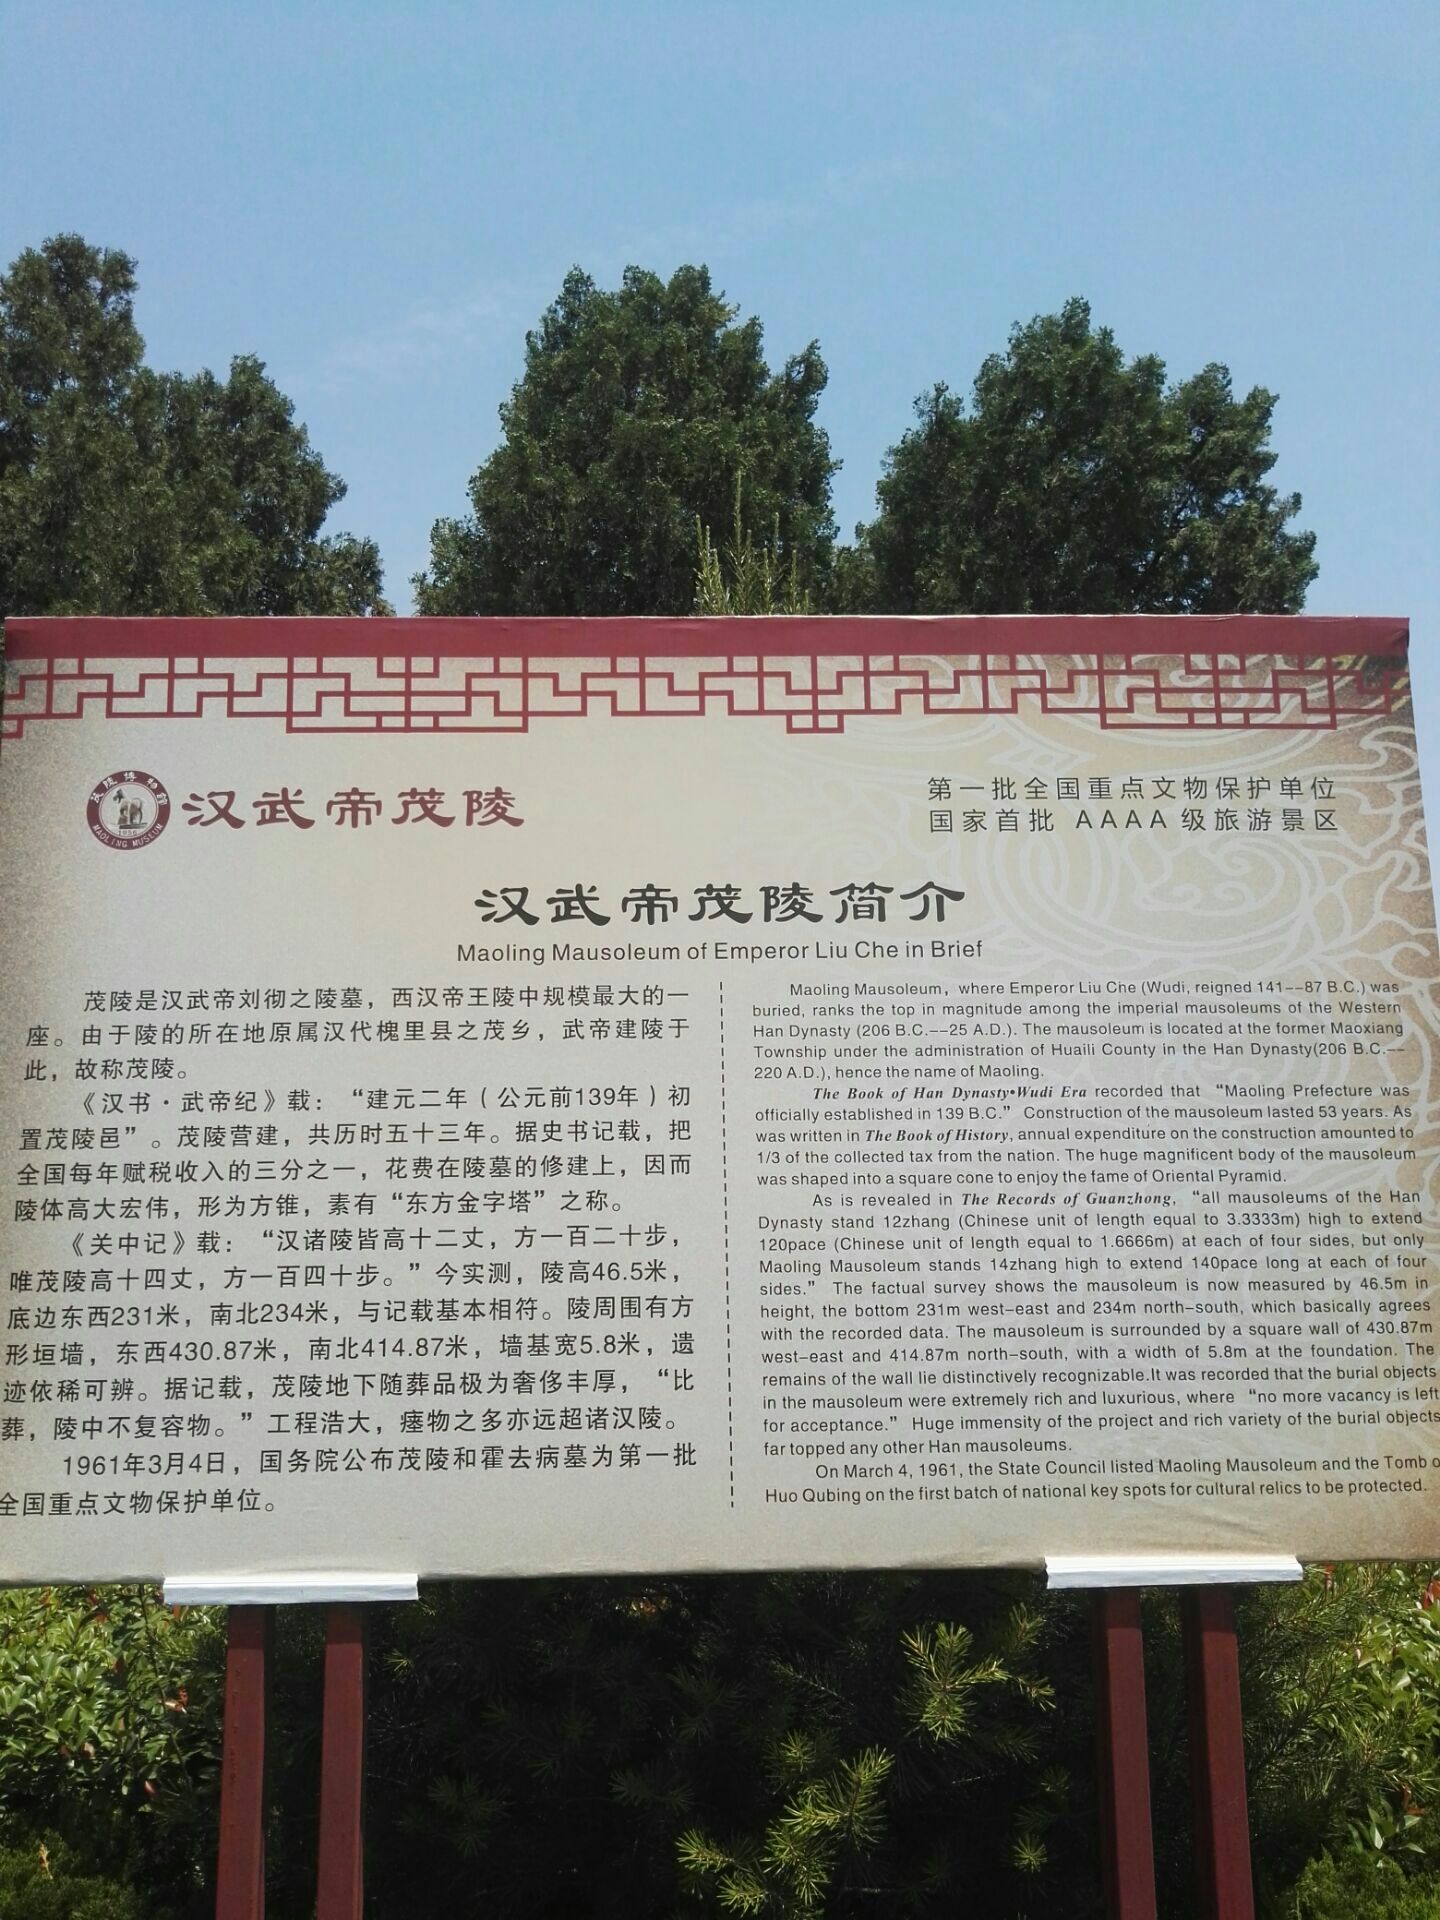 茂陵博物館
1956
MAOLING MUSEUM
汉武帝茂陵
第一批全国重点文物保护单位
国家首批 AAAA 级旅游景区
汉武帝茂陵简介
Maoling Mausoleum of Emperor Liu Che in Brief
茂陵是汉武帝刘彻之陵墓，西汉帝王陵中规模最大的一
座。由于陵的所在地原属汉代槐里县之茂乡，武帝建陵于
此，故称茂陵。
《汉书·武帝纪》载：“建元二年（公元前139年）初
置茂陵邑”。茂陵营建，共历时五十三年。据史书记载，把
全国每年赋税收入的三分之一，花费在陵墓的修建上，因而
陵体高大宏伟，形为方锥，素有“东方金字塔”之称。
《关中记》载：“汉诸陵皆高十二丈，方一百二十步，
唯茂陵高十四丈，方一百四十步。”今实测，陵高46.5米，
底边东西231米，南北234米，与记载基本相符。陵周围有方
形垣墙，东西430.87米，南北414.87米，墙基宽5.8米，遗
迹依稀可辨。据记载，茂陵地下随葬品极为奢侈丰厚，“比
葬，陵中不复容物。”工程浩大，瘗物之多亦远超诸汉陵。
1961年3月4日，国务院公布茂陵和霍去病墓为第一批
全国重点文物保护单位。
Maoling Mausoleum, where Emperor Liu Che (Wudi, reigned 141--87 B.C.) was
buried, ranks the top in magnitude among the imperial mausoleums of the Western
Han Dynasty (206 B.C.--25 A.D.). The mausoleum is located at the former Maoxiang
Township under the administration of Huaili County in the Han Dynasty(206 B.C.--
220 A.D.), hence the name of Maoling.
The Book of Han Dynasty•Wudi Era recorded that “Maoling Prefecture was
officially established in 139 B.C.” Construction of the mausoleum lasted 53 years. As
was written in The Book of History, annual expenditure on the construction amounted to
1/3 of the collected tax from the nation. The huge magnificent body of the mausoleum
was shaped into a square cone to enjoy the fame of Oriental Pyramid.
As is revealed in The Records of Guanzhong, “all mausoleums of the Han
Dynasty stand 12zhang (Chinese unit of length equal to 3.3333m) high to extend
120pace (Chinese unit of length equal to 1.6666m) at each of four sides, but only
Maoling Mausoleum stands 14zhang high to extend 140pace long at each of four
sides.” The factual survey shows the mausoleum is now measured by 46.5m in
height, the bottom 231m west-east and 234m north-south, which basically agrees
with the recorded data. The mausoleum is surrounded by a square wall of 430.87m
west-east and 414.87m north-south, with a width of 5.8m at the foundation. The
remains of the wall lie distinctively recognizable.It was recorded that the burial objects
in the mausoleum were extremely rich and luxurious, where “no more vacancy is left
for acceptance.” Huge immensity of the project and rich variety of the burial objects
far topped any other Han mausoleums.
On March 4, 1961, the State Council listed Maoling Mausoleum and the Tomb o
Huo Qubing on the first batch of national key spots for cultural relics to be protected.